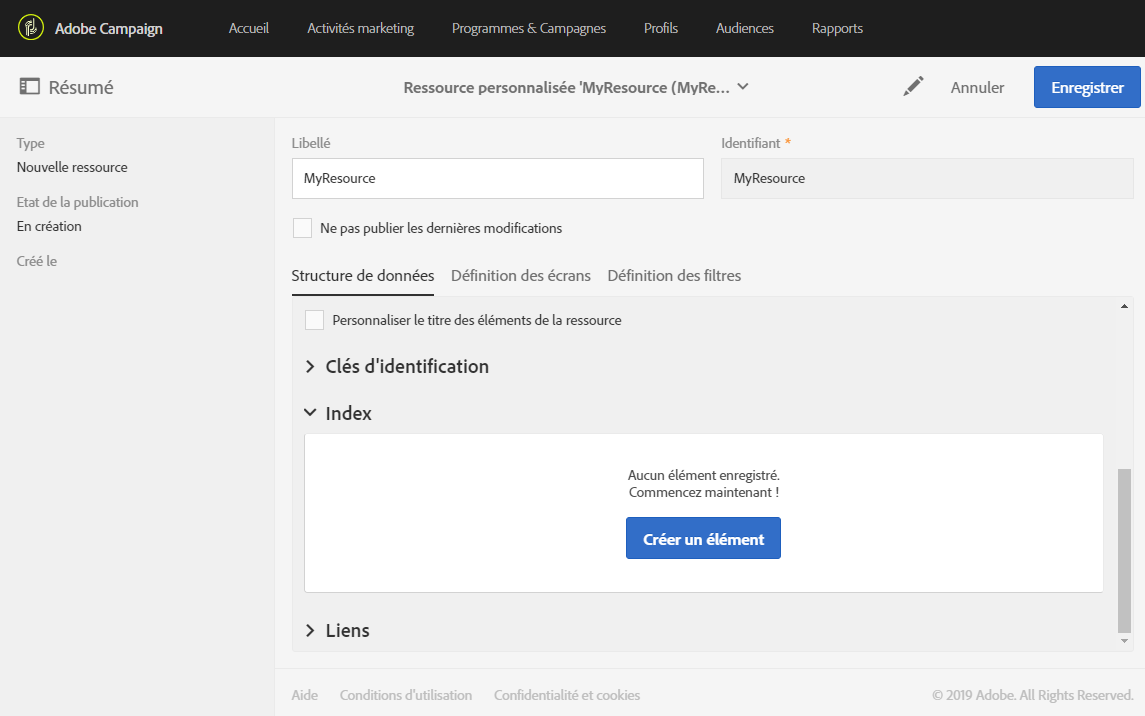 Adobe Campaign Accueil Activités marketing Programmes & Campagnes Profils Audiences Rapports
Résumé Ressource personnalisée 'MyResource (MyRe... Annuler Enregistrer
Type
Nouvelle ressource
Etat de la publication
En création
Créé le
Libellé Identifiant *
MyResource MyResource
Ne pas publier les dernières modifications
Structure de données Définition des écrans Définition des filtres
Personnaliser le titre des éléments de la ressource
Clés d'identification
Index
Aucun élément enregistré.
Commencez maintenant !
Créer un élément
Liens
Aide Conditions d'utilisation Confidentialité et cookies © 2019 Adobe. All Rights Reserved.